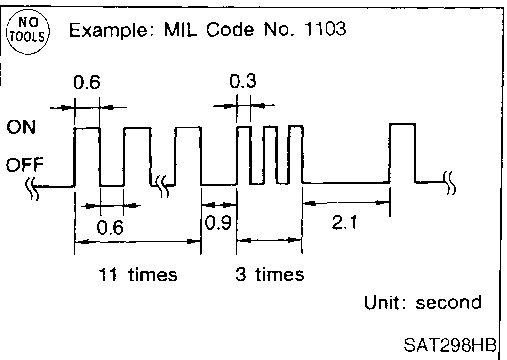 NO
TOOLS
Example: MIL Code No. 1103
0.6
0.3
ON
OFF
0.6
0.9
2.1
11 times
3 times
Unit: second
SAT298HB